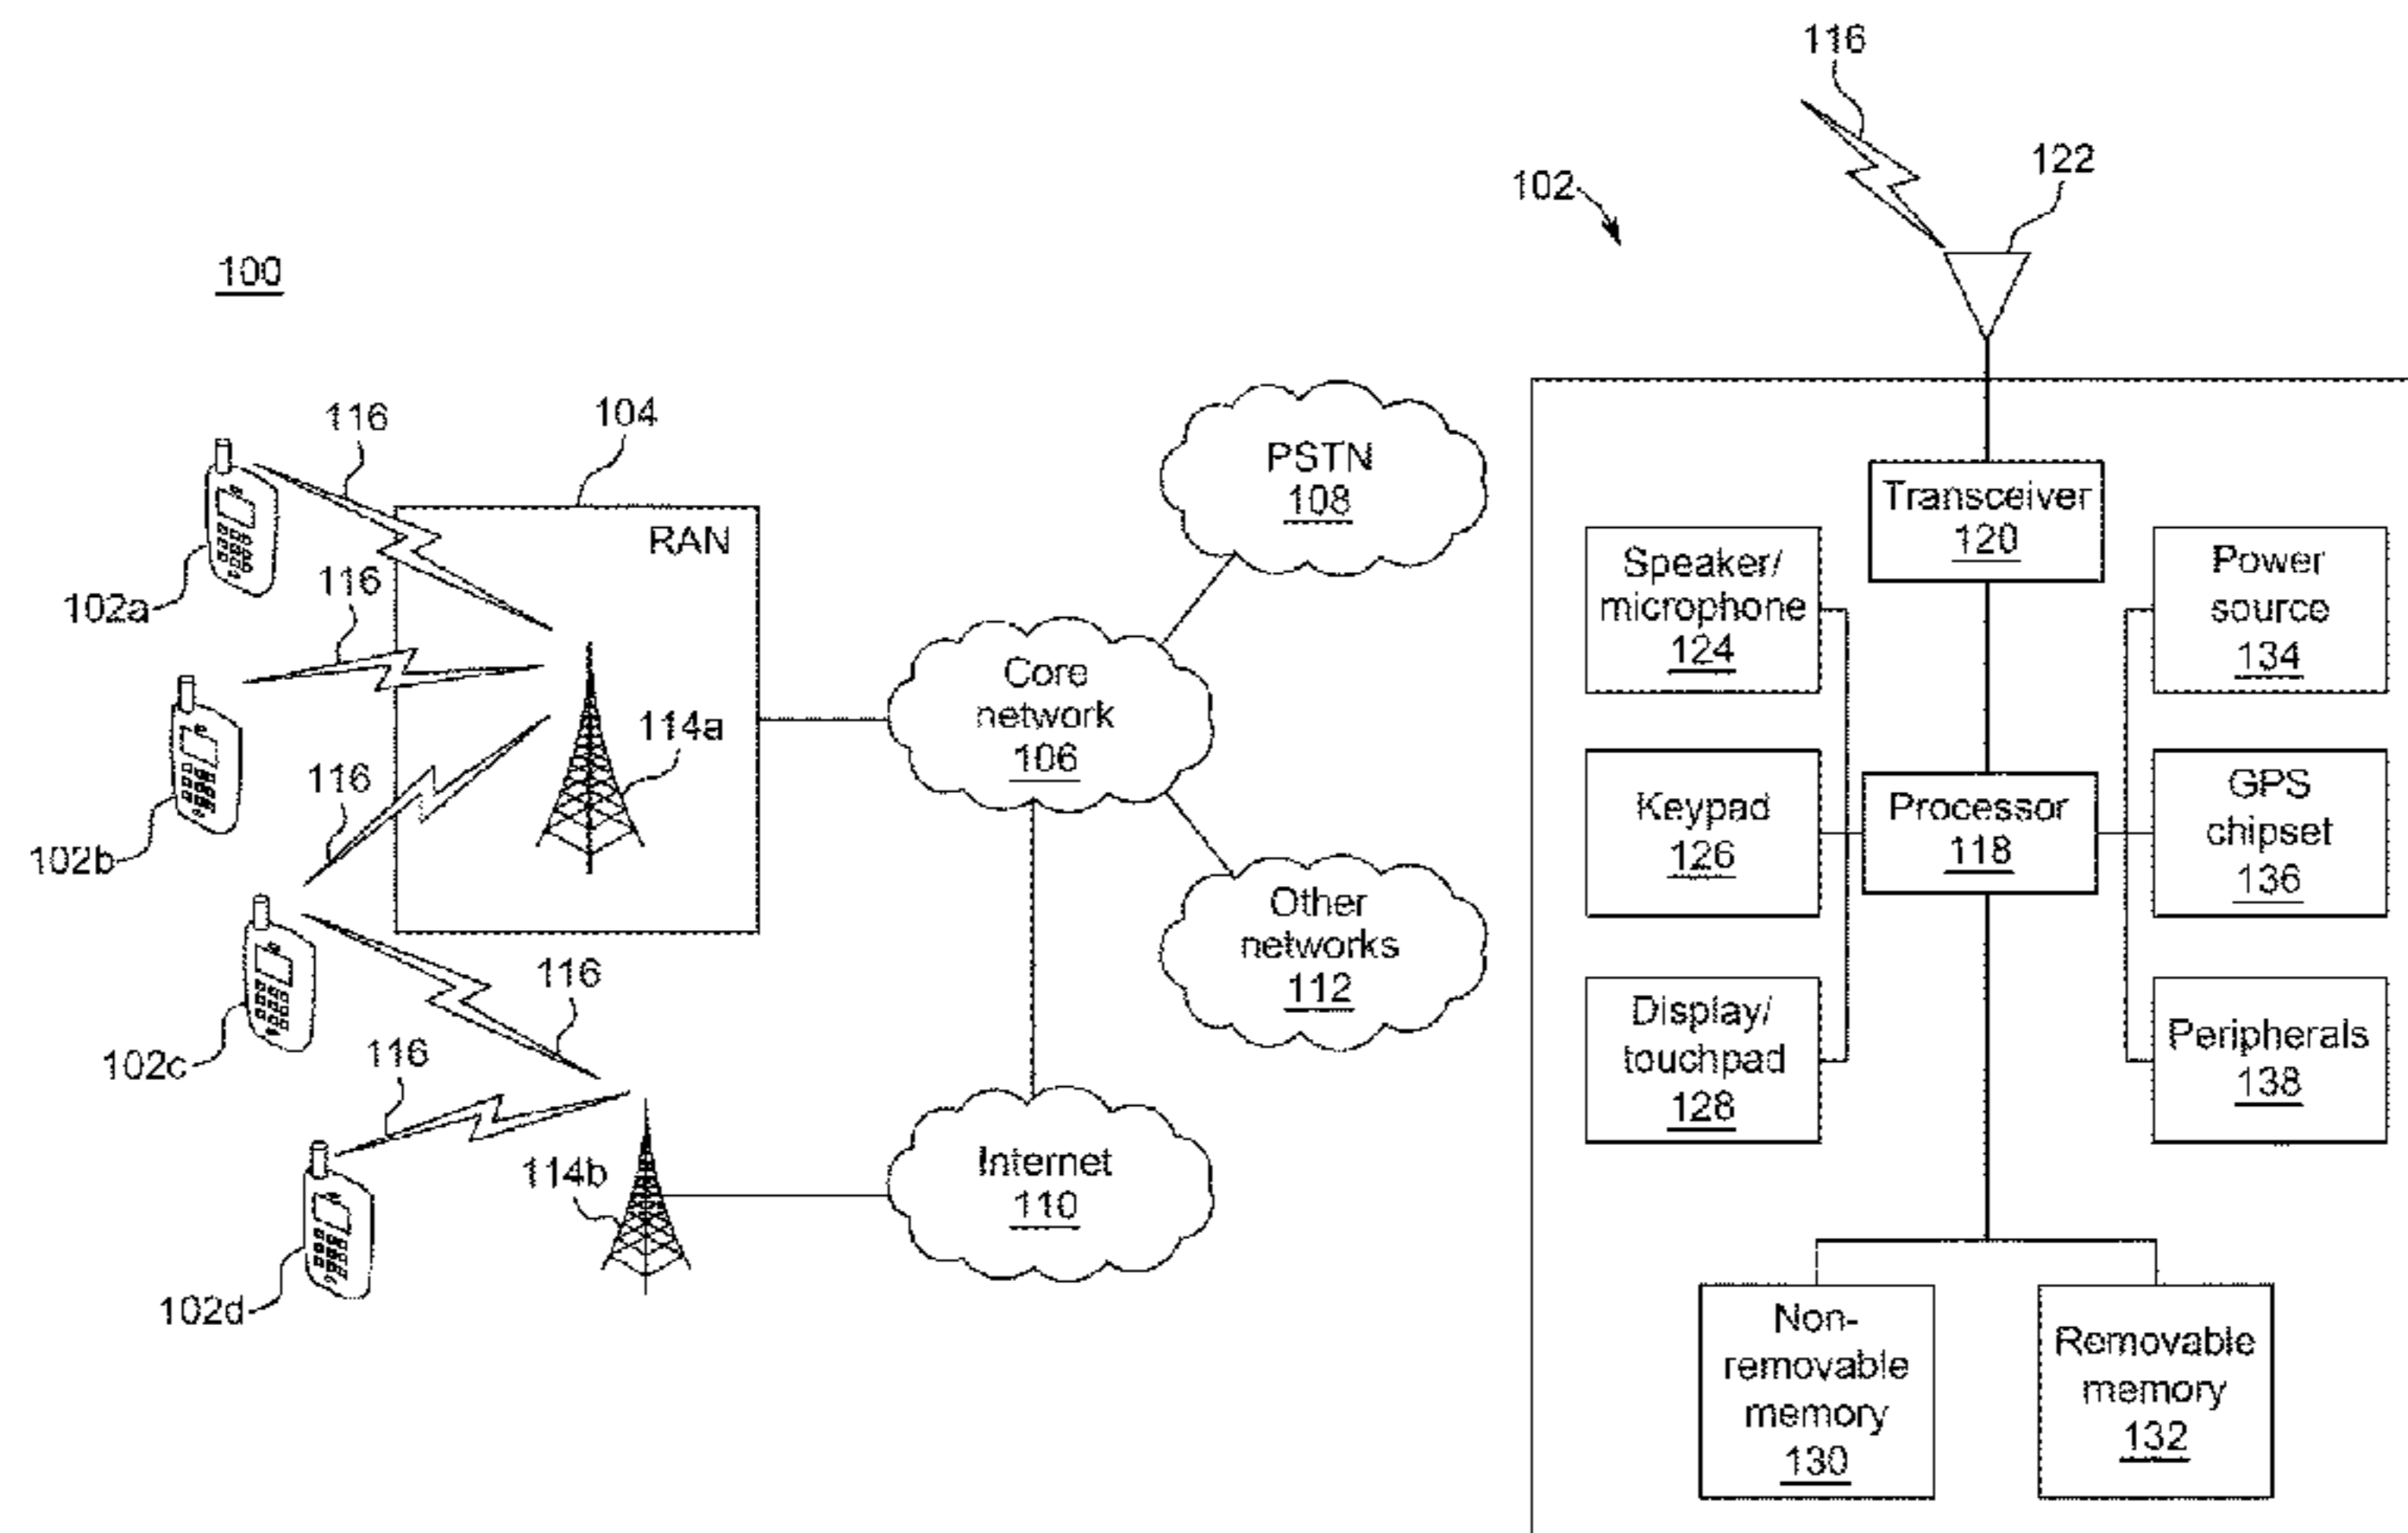 100
116
104
RAN
102a
116
102b
114a
116
102c
116
116
102d
114b
PSTN
108
Core
network
106
Other
networks
112
Internet
110
116
102
122
Transceiver
120
Speaker/
microphone
124
Power
source
134
Keypad
126
Processor
118
GPS
chipset
136
Display/
touchpad
128
Peripherals
138
Non-
removable
memory
130
Removable
memory
132